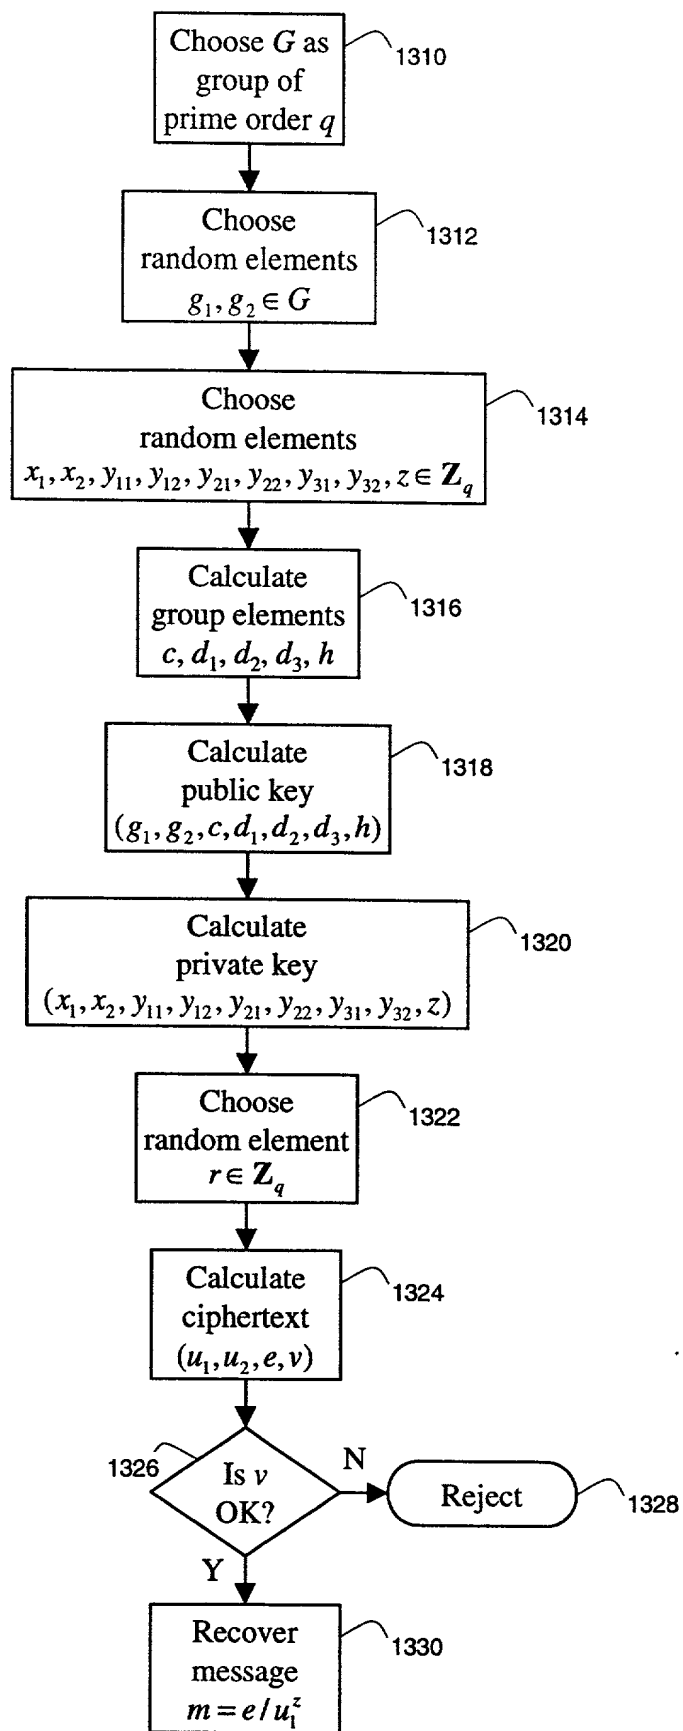 Choose G as
group of
prime order q
1310
Choose
random elements
g₁, g₂ ∈ G
1312
Choose
random elements
x₁, x₂, y₁₁, y₁₂, y₂₁, y₂₂, y₃₁, y₃₂, z ∈ Z_q
1314
Calculate
group elements
c, d₁, d₂, d₃, h
1316
Calculate
public key
(g₁, g₂, c, d₁, d₂, d₃, h)
1318
Calculate
private key
(x₁, x₂, y₁₁, y₁₂, y₂₁, y₂₂, y₃₁, y₃₂, z)
1320
Choose
random element
r ∈ Z_q
1322
Calculate
ciphertext
(u₁, u₂, e, v)
1324
1326
Is v
OK?
N
Reject
1328
Y
Recover
message
m = e / u₁ᶻ
1330